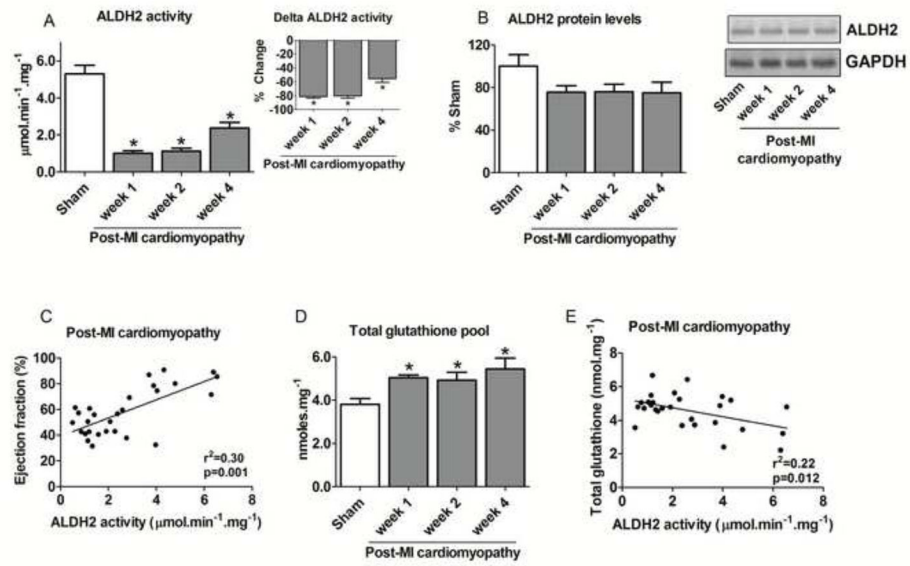 A
ALDH2 activity
μmol.min-1.mg-1
6.0
4.0
2.0
0.0
*
*
*
Sham
week 1
week 2
week 4
Post-MI cardiomyopathy
Delta ALDH2 activity
% Change
0
-20
-40
-60
-80
-100
*
*
*
week 1
week 2
week 4
Post-MI cardiomyopathy
B
ALDH2 protein levels
% Sham
120
80
40
0
Sham
week 1
week 2
week 4
Post-MI cardiomyopathy
ALDH2
GAPDH
Sham
week 1
week 2
week 4
Post-MI
cardiomyopathy
C
Post-MI cardiomyopathy
Ejection fraction (%)
100
80
60
40
20
0
r2=0.30
p=0.001
0 2 4 6 8
ALDH2 activity (μmol.min-1.mg-1)
D
Total glutathione pool
nmoles.mg-1
6.0
4.0
2.0
0.0
*
*
*
Sham
week 1
week 2
week 4
Post-MI cardiomyopathy
E
Post-MI cardiomyopathy
Total glutathione (nmol.mg-1)
8
6
4
2
0
r2=0.22
p=0.012
0 2 4 6 8
ALDH2 activity (μmol.min-1.mg-1)